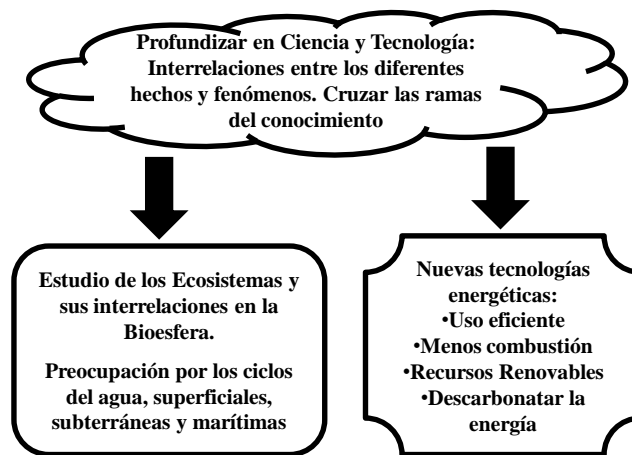 Profundizar en Ciencia y Tecnología:
Interrelaciones entre los diferentes
hechos y fenómenos. Cruzar las ramas
del conocimiento
Estudio de los Ecosistemas y
sus interrelaciones en la
Bioesfera.
Preocupación por los ciclos
del agua, superficiales,
subterráneas y marítimas
Nuevas tecnologías
energéticas:
•Uso eficiente
•Menos combustión
•Recursos Renovables
•Descarbonatar la
energía